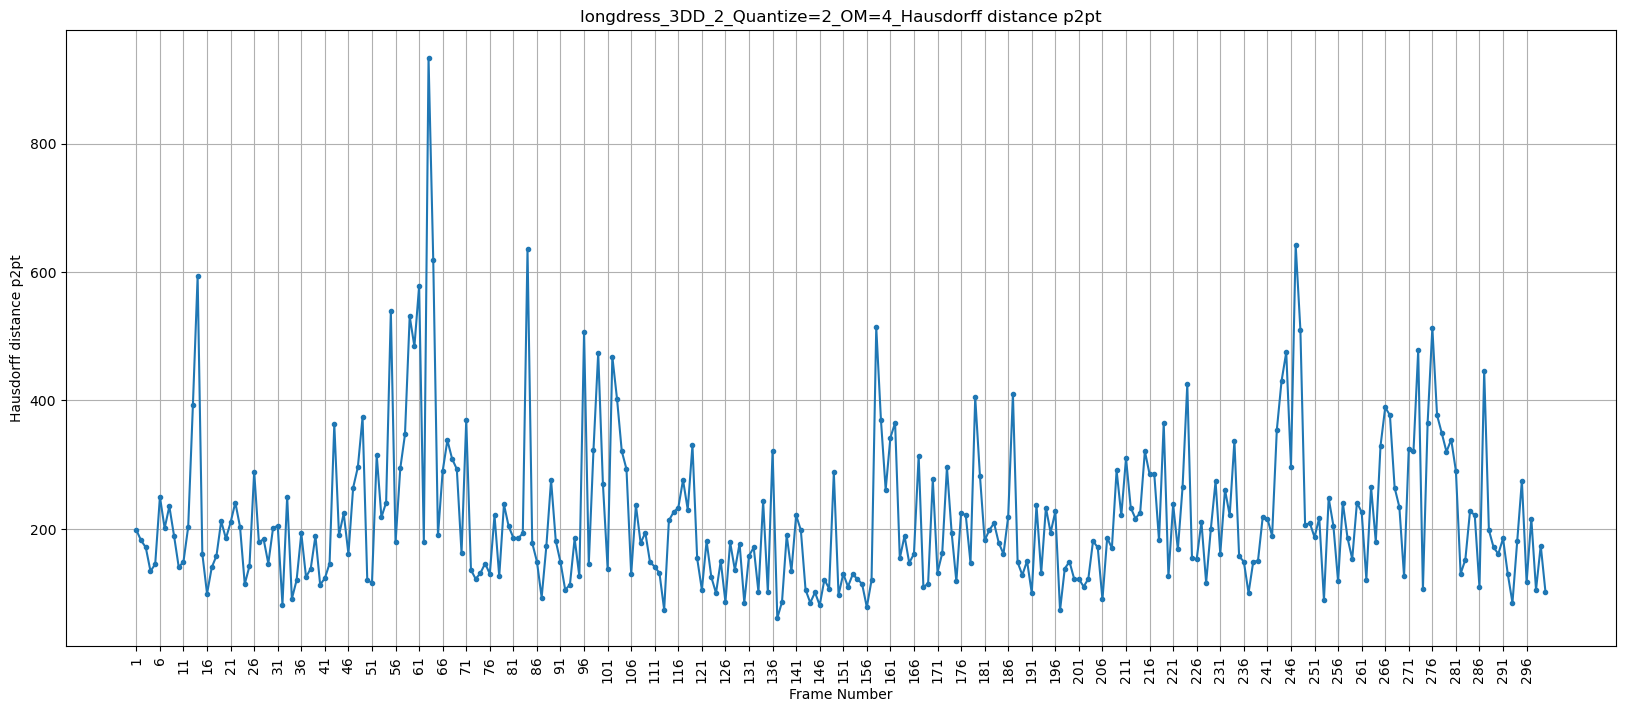 longdress_3DD_2_Quantize=2_OM=4_Hausdorff distance p2pt
Hausdorff distance p2pt
800
600
400
200
1 6 11 16 21 26 31 36 41 46 51 56 61 66 71 76 81 86 91 96 101 106 111 116 121 126 131 136 141 146 151 156 161 166 171 176 181 186 191 196 201 206 211 216 221 226 231 236 241 246 251 256 261 266 271 276 281 286 291 296
Frame Number